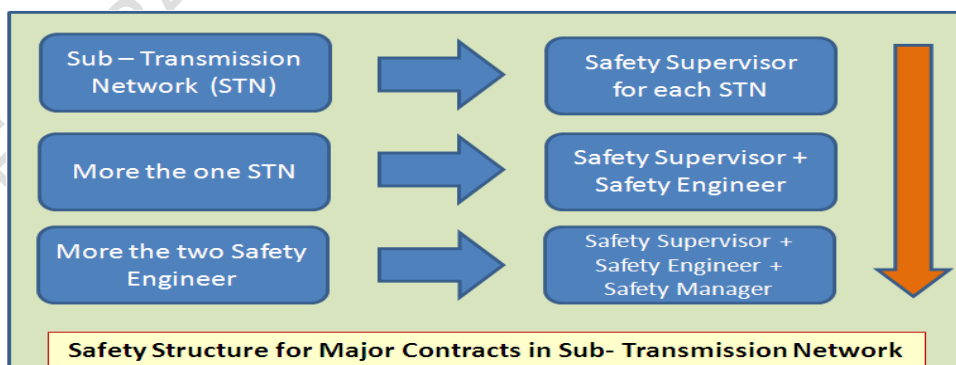 Sub – Transmission
Network (STN)
Safety Supervisor
for each STN
More the one STN
Safety Supervisor +
Safety Engineer
More the two Safety
Engineer
Safety Supervisor +
Safety Engineer +
Safety Manager
Safety Structure for Major Contracts in Sub- Transmission Network